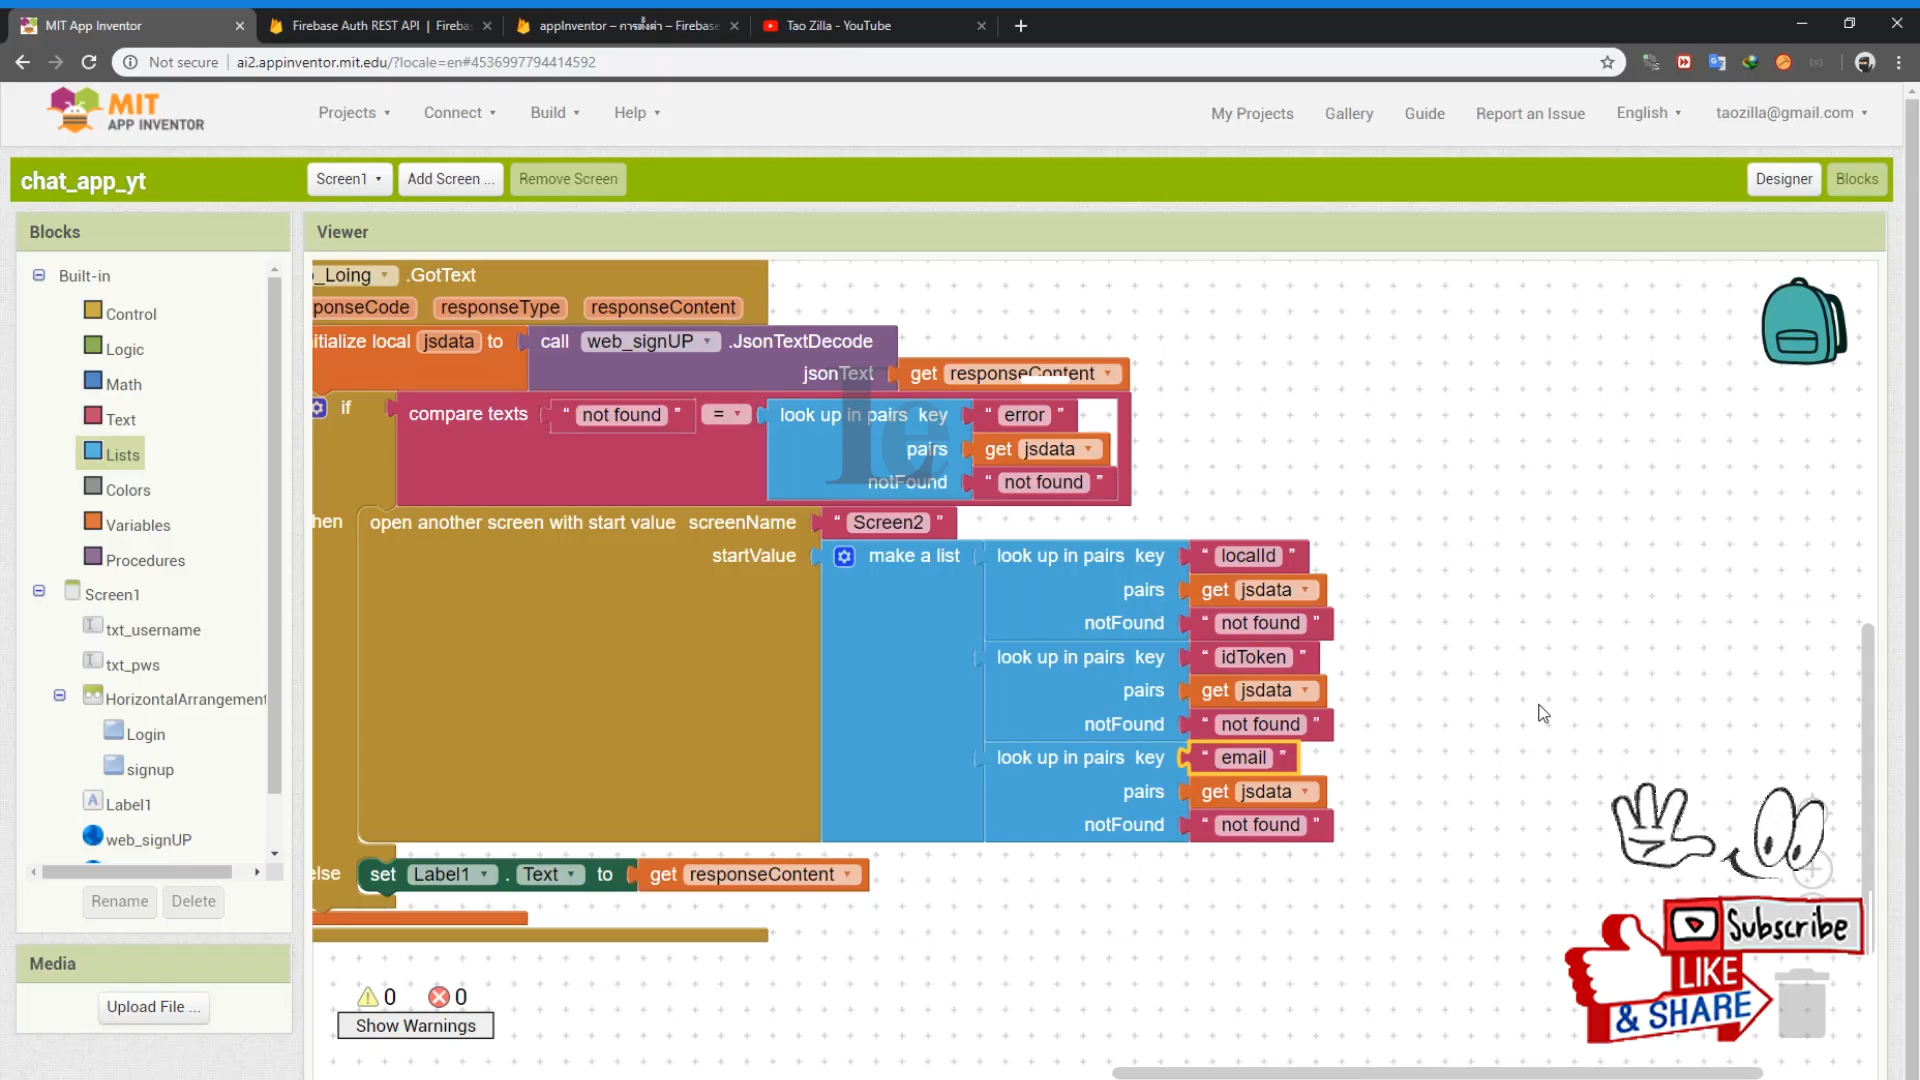 MIT App Inventor
Firebase Auth REST API | Fireba
appInventor – การตั้งค่า – Firebase
Tao Zilla - YouTube
Not secure | ai2.appinventor.mit.edu/?locale=en#4536997794414592
MIT
APP INVENTOR
Projects
Connect
Build
Help
My Projects
Gallery
Guide
Report an Issue
English
taozilla@gmail.com
chat_app_yt
Screen1
Add Screen ...
Remove Screen
Designer
Blocks
Blocks
Viewer
Built-in
Control
Logic
Math
Text
Lists
Colors
Variables
Procedures
Screen1
txt_username
txt_pws
HorizontalArrangement
Login
signup
Label1
web_signUP
Rename
Delete
Media
Upload File ...
_Loing .GotText
ponseCode responseType responseContent
itialize local jsdata to call web_signUP .JsonTextDecode
jsonText get responseContent
if compare texts " not found " = look up in pairs key " error "
pairs get jsdata
notFound " not found "
hen open another screen with start value screenName " Screen2 "
startValue make a list look up in pairs key " localId "
pairs get jsdata
notFound " not found "
look up in pairs key " idToken "
pairs get jsdata
notFound " not found "
look up in pairs key " email "
pairs get jsdata
notFound " not found "
else set Label1 . Text to get responseContent
0 0
Show Warnings
Subscribe
LIKE
& SHARE